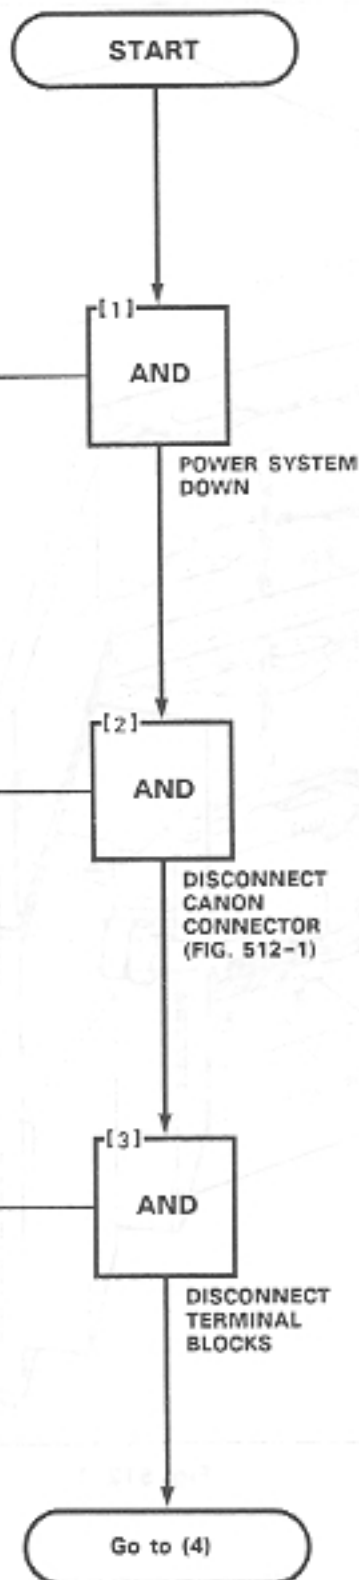 START
[1]
AND
POWER SYSTEM
DOWN
[2]
AND
DISCONNECT
CANON
CONNECTOR
(FIG. 512-1)
[3]
AND
DISCONNECT
TERMINAL
BLOCKS
Go to (4)